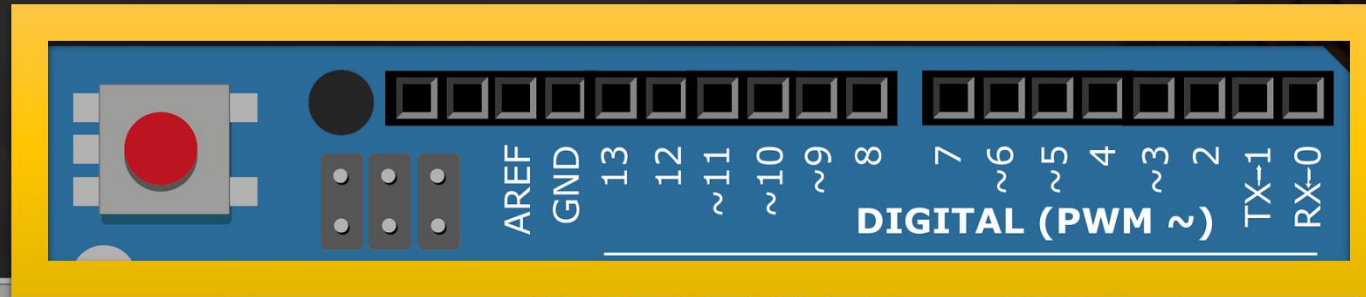 AREF
GND
13
12
~11
~10
~9
8
7
~6
~5
4
~3
2
TX→1
RX←0
DIGITAL (PWM ~)